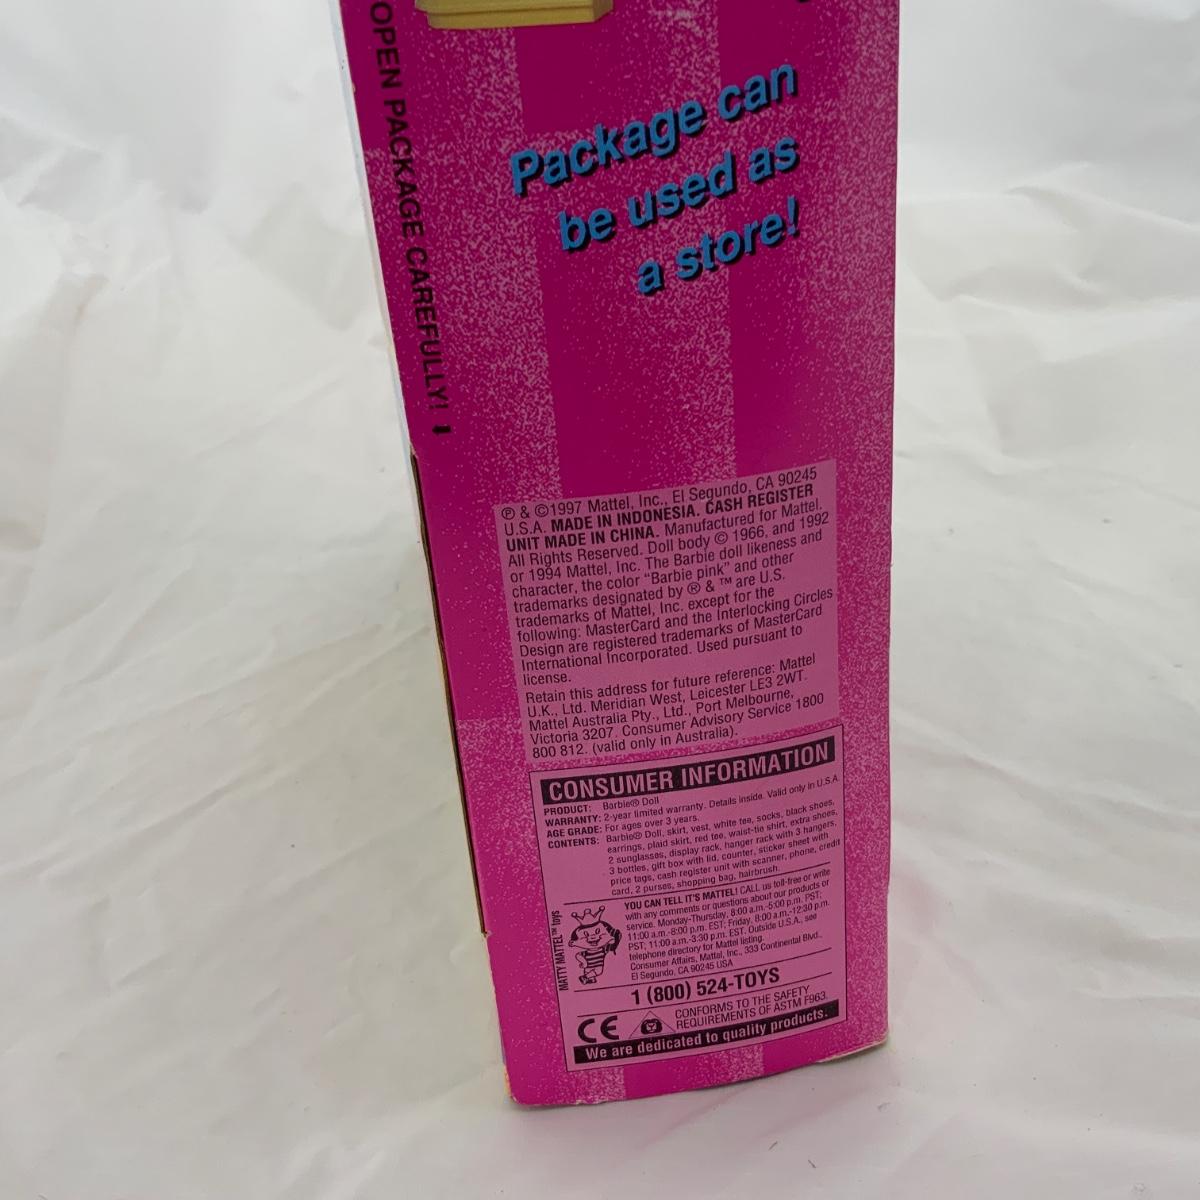 OPEN PACKAGE CAREFULLY!
Package can
be used as
a store!
℗ & ©1997 Mattel, Inc., El Segundo, CA 90245
U.S.A. MADE IN INDONESIA. CASH REGISTER
UNIT MADE IN CHINA. Manufactured for Mattel.
All Rights Reserved. Doll body © 1966, and 1992
or 1994 Mattel, Inc. The Barbie doll likeness and
character, the color "Barbie pink" and other
trademarks designated by ® & ™ are U.S.
trademarks of Mattel, Inc. except for the
following: MasterCard and the Interlocking Circles
Design are registered trademarks of MasterCard
International Incorporated. Used pursuant to
license.
Retain this address for future reference: Mattel
U.K., Ltd. Meridian West, Leicester LE3 2WT.
Mattel Australia Pty., Ltd., Port Melbourne,
Victoria 3207. Consumer Advisory Service 1800
800 812. (valid only in Australia).
CONSUMER INFORMATION
PRODUCT: Barbie® Doll
WARRANTY: 2-year limited warranty. Details inside. Valid only in U.S.A.
AGE GRADE: For ages over 3 years.
CONTENTS: Barbie® Doll, skirt, vest, white tee, socks, black shoes,
earrings, plaid skirt, red tee, waist-tie shirt, extra shoes,
2 sunglasses, display rack, hanger rack with 3 hangers,
3 bottles, gift box with lid, counter, sticker sheet with
price tags, cash register unit with scanner, phone, credit
card, 2 purses, shopping bag, hairbrush.
MATTY MATTEL™ toys
YOU CAN TELL IT'S MATTEL! CALL us toll-free or write
with any comments or questions about our products or
service. Monday-Thursday, 8:00 a.m.-5:00 p.m. PST;
11:00 a.m.-8:00 p.m. EST; Friday, 8:00 a.m.-12:30 p.m.
PST; 11:00 a.m.-3:30 p.m. EST. Outside U.S.A., see
telephone directory for Mattel listing.
Consumer Affairs, Mattel, Inc., 333 Continental Blvd.,
El Segundo, CA 90245 USA
1 (800) 524-TOYS
CE
CONFORMS TO THE SAFETY
REQUIREMENTS OF ASTM F963.
We are dedicated to quality products.